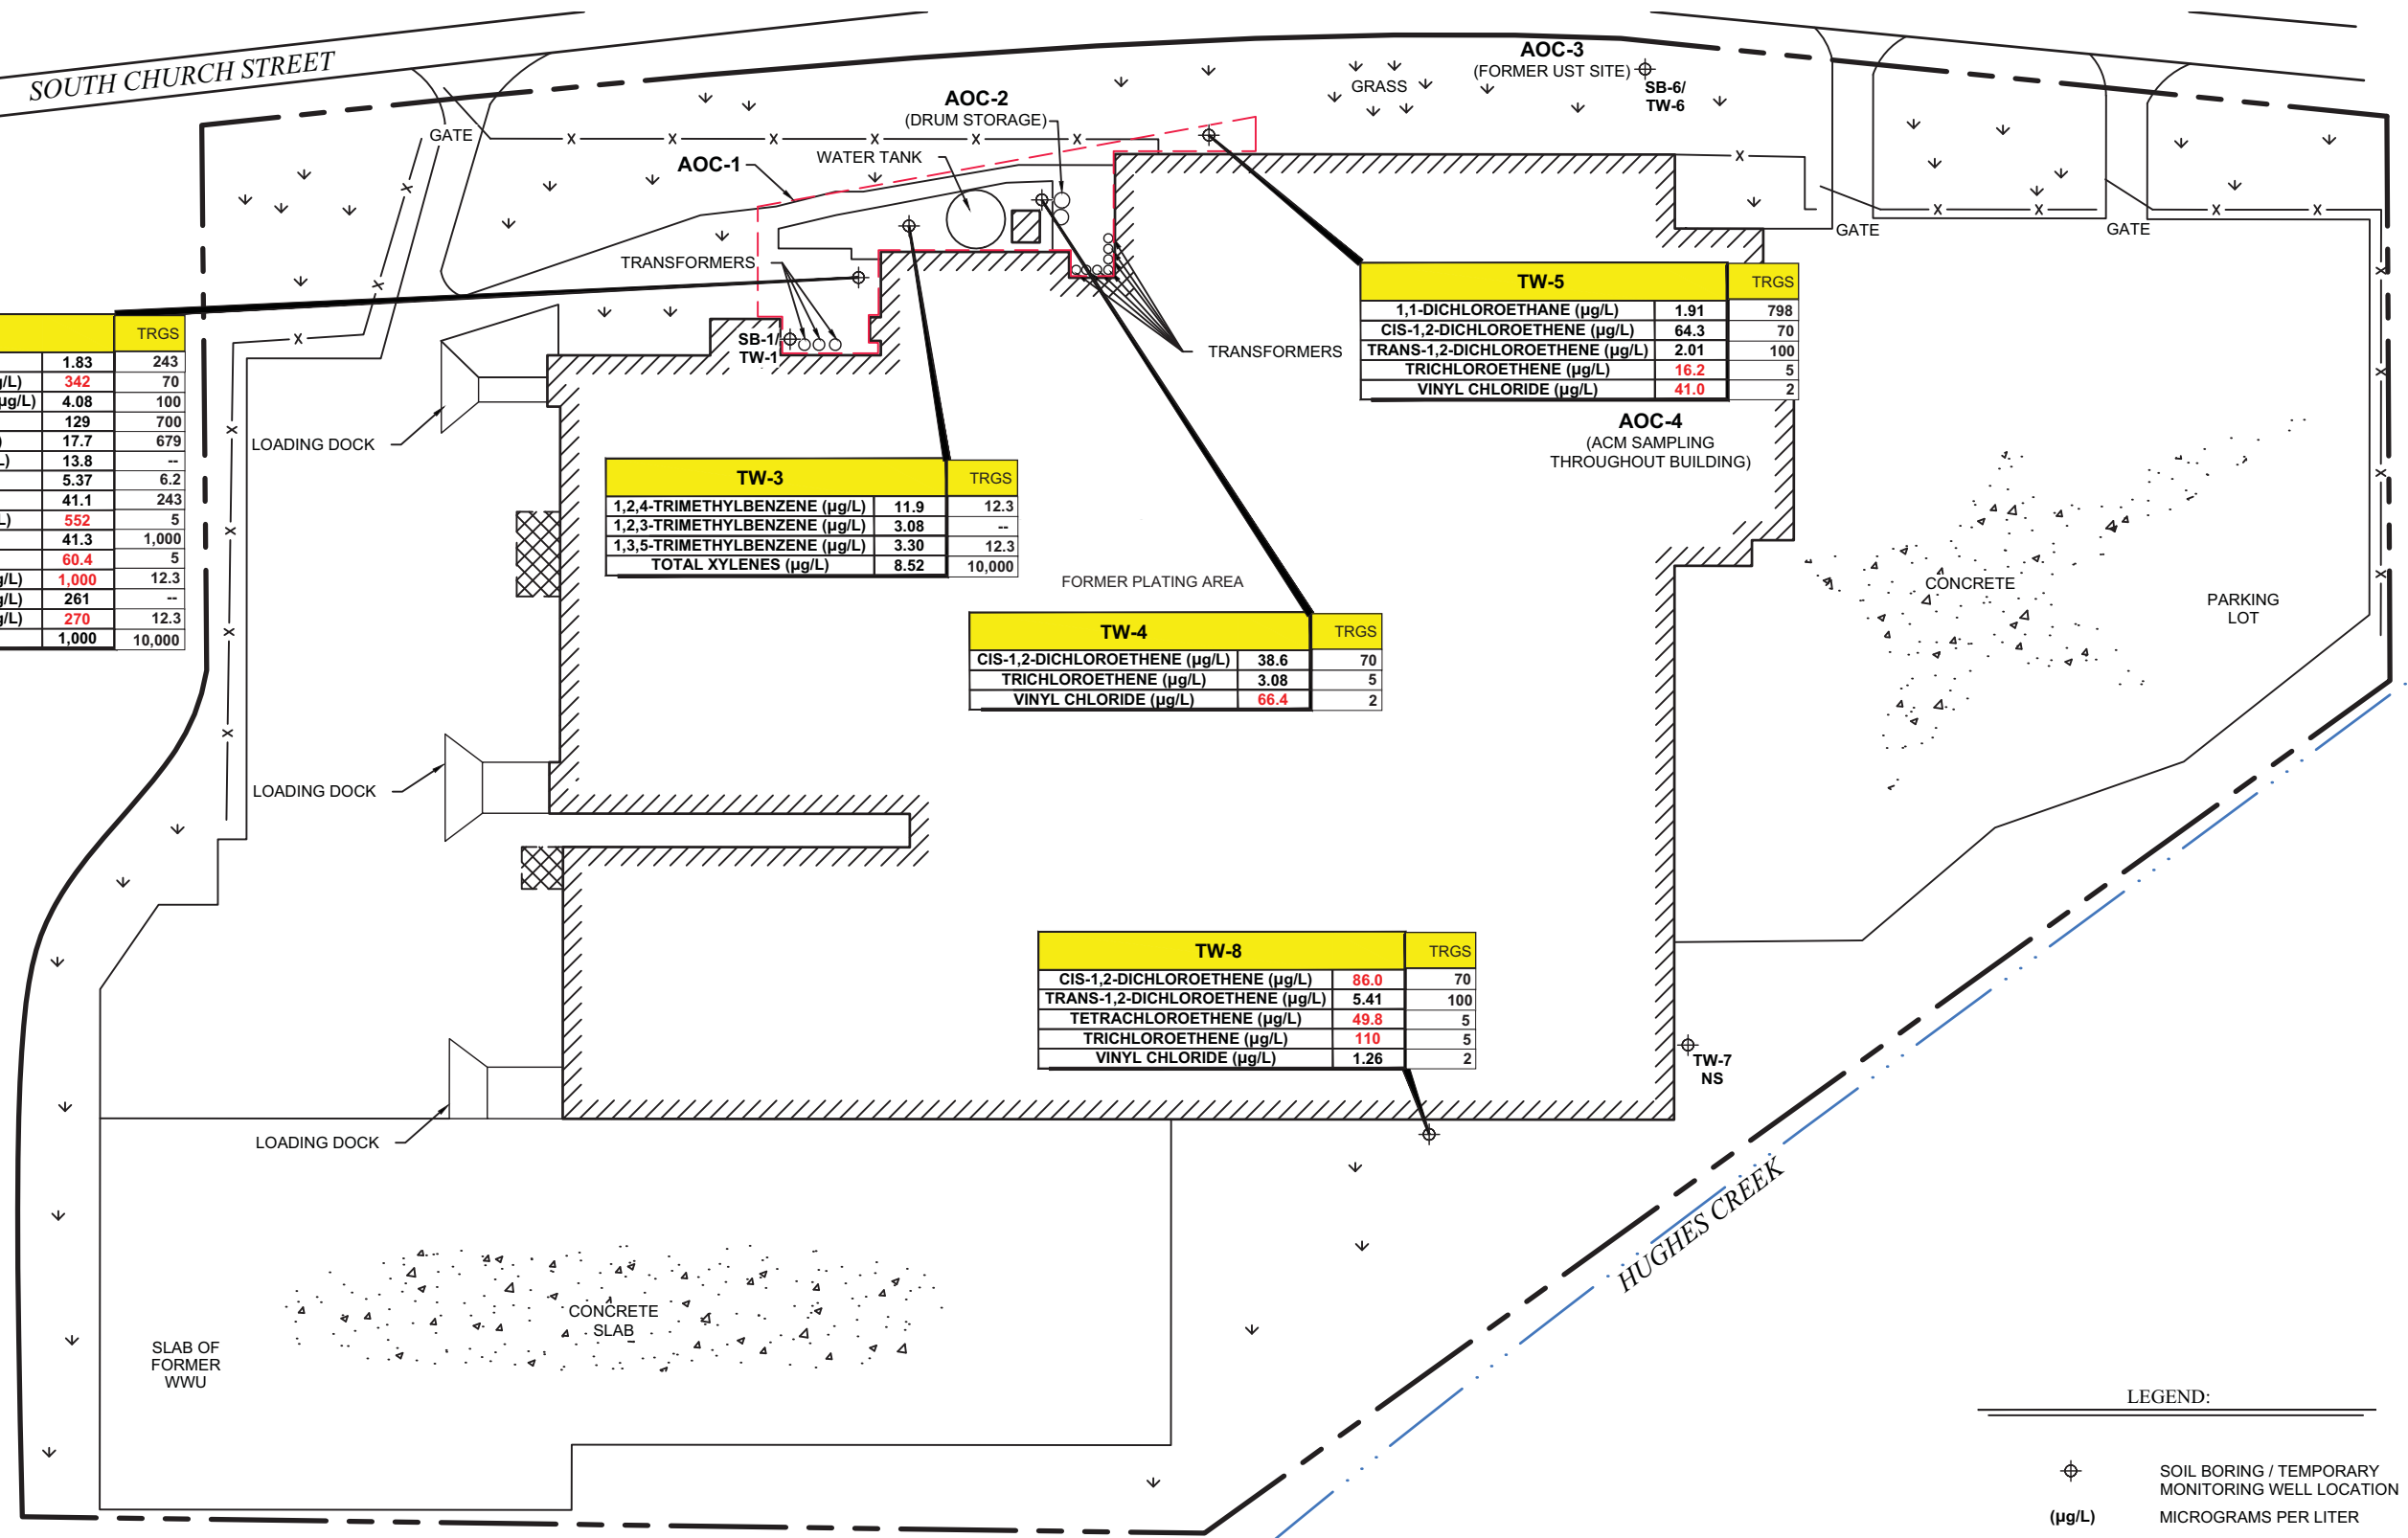 SOUTH CHURCH STREET
GATE
AOC-1
AOC-2
(DRUM STORAGE)
WATER TANK
GRASS
AOC-3
(FORMER UST SITE)
SB-6/
TW-6
GATE
GATE
TRANSFORMERS
SB-1/
TW-1
TRANSFORMERS
TRGS
1.83 243
g/L) 342 70
µg/L) 4.08 100
129 700
) 17.7 679
L) 13.8 --
5.37 6.2
41.1 243
L) 552 5
41.3 1,000
60.4 5
g/L) 1,000 12.3
g/L) 261 --
g/L) 270 12.3
1,000 10,000
TW-5 TRGS
1,1-DICHLOROETHANE (µg/L) 1.91 798
CIS-1,2-DICHLOROETHENE (µg/L) 64.3 70
TRANS-1,2-DICHLOROETHENE (µg/L) 2.01 100
TRICHLOROETHENE (µg/L) 16.2 5
VINYL CHLORIDE (µg/L) 41.0 2
AOC-4
(ACM SAMPLING
THROUGHOUT BUILDING)
LOADING DOCK
TW-3 TRGS
1,2,4-TRIMETHYLBENZENE (µg/L) 11.9 12.3
1,2,3-TRIMETHYLBENZENE (µg/L) 3.08 --
1,3,5-TRIMETHYLBENZENE (µg/L) 3.30 12.3
TOTAL XYLENES (µg/L) 8.52 10,000
FORMER PLATING AREA
CONCRETE
PARKING
LOT
TW-4 TRGS
CIS-1,2-DICHLOROETHENE (µg/L) 38.6 70
TRICHLOROETHENE (µg/L) 3.08 5
VINYL CHLORIDE (µg/L) 66.4 2
LOADING DOCK
TW-8 TRGS
CIS-1,2-DICHLOROETHENE (µg/L) 86.0 70
TRANS-1,2-DICHLOROETHENE (µg/L) 5.41 100
TETRACHLOROETHENE (µg/L) 49.8 5
TRICHLOROETHENE (µg/L) 110 5
VINYL CHLORIDE (µg/L) 1.26 2
TW-7
NS
LOADING DOCK
HUGHES CREEK
CONCRETE
SLAB
SLAB OF
FORMER
WWU
LEGEND:
SOIL BORING / TEMPORARY
MONITORING WELL LOCATION
(µg/L) MICROGRAMS PER LITER